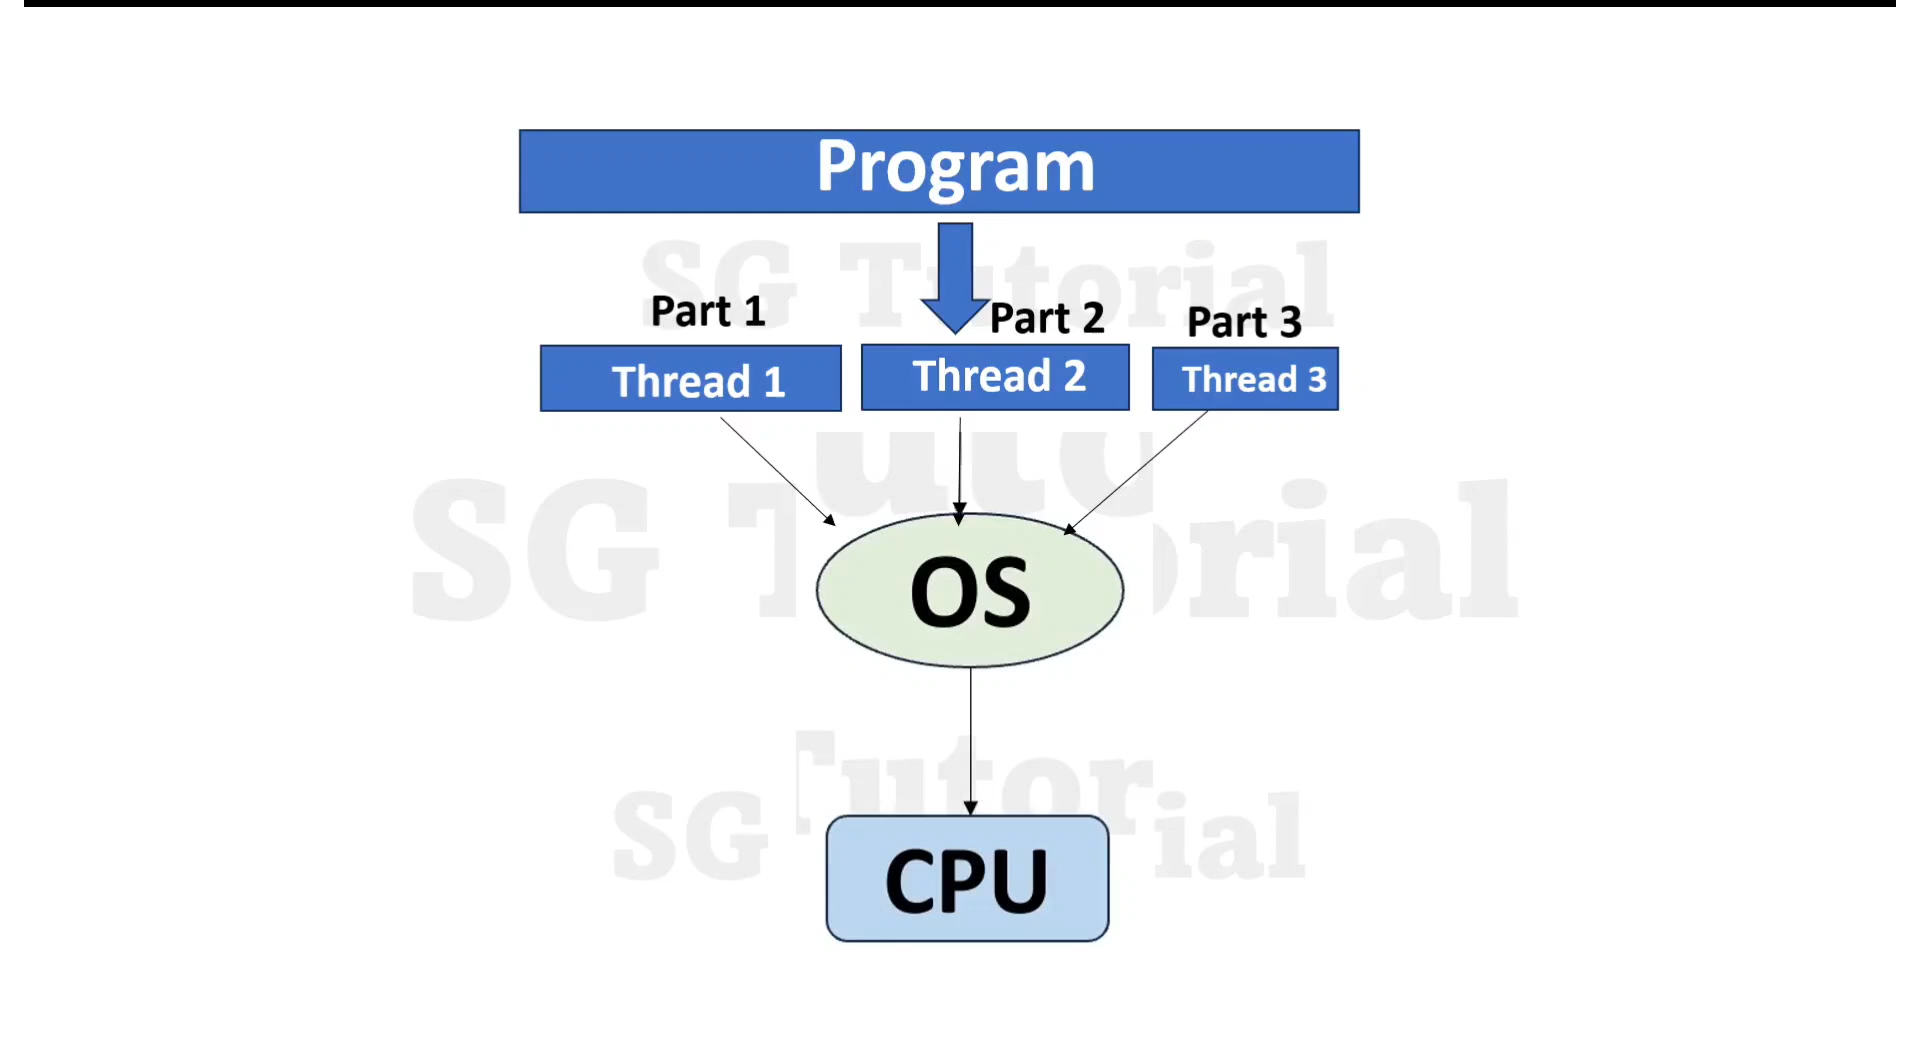 Program
SG Tutorial
Part 1
Part 2
Part 3
Thread 1
Thread 2
Thread 3
SG Tutorial
OS
SG Tutorial
CPU